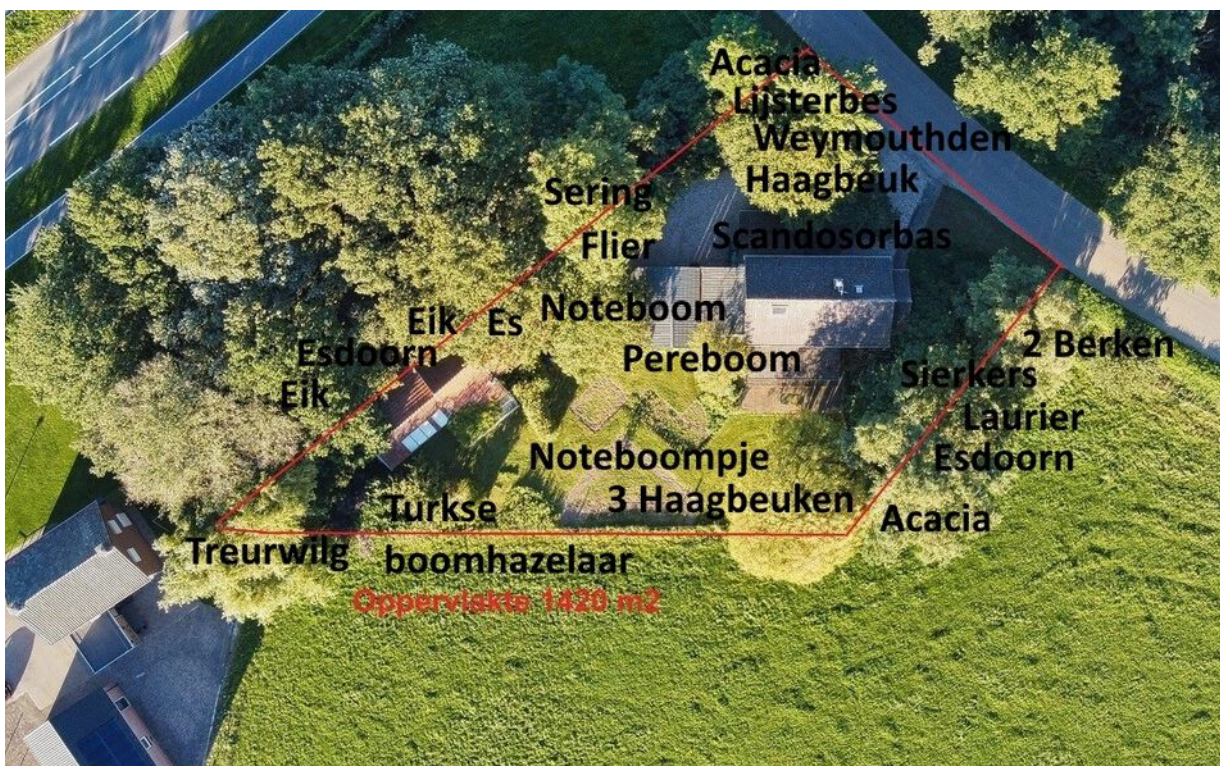 Acacia
Lijsterbes
Weymouthden
Haagbeuk
Sering
Flier
Scandosorbas
Noteboom
Eik
Es
Esdoorn
Eik
Pereboom
2 Berken
Sierkers
Laurier
Esdoorn
Noteboompje
3 Haagbeuken
Acacia
Turkse
boomhazelaar
Treurwilg
Oppervlakte 1420 m2